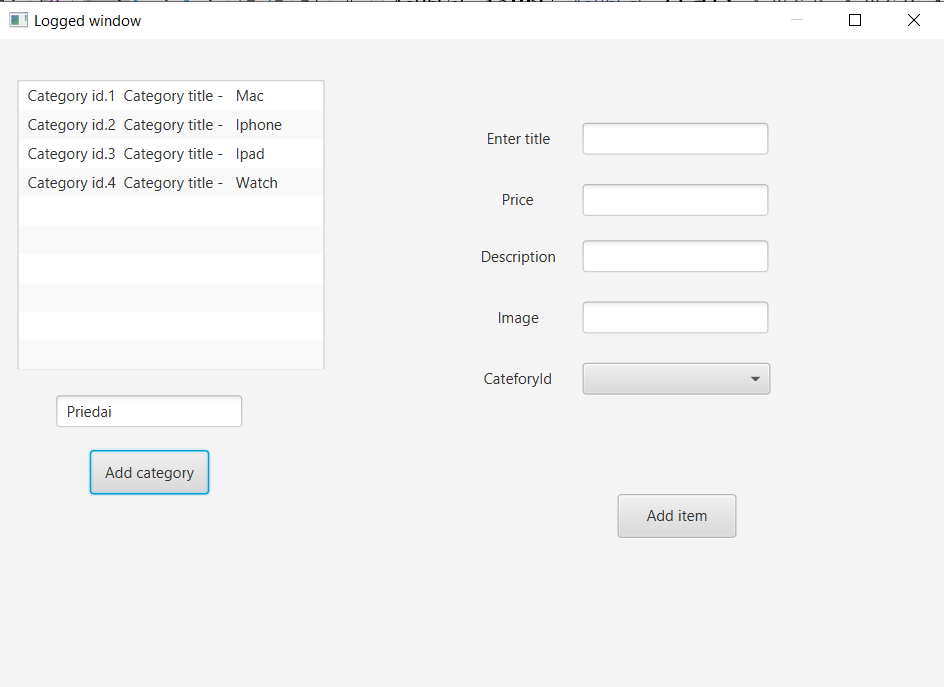 Logged window
Category id.1 Category title - Mac
Category id.2 Category title - Iphone
Category id.3 Category title - Ipad
Category id.4 Category title - Watch
Priedai
Add category
Enter title
Price
Description
Image
CateforyId
Add item